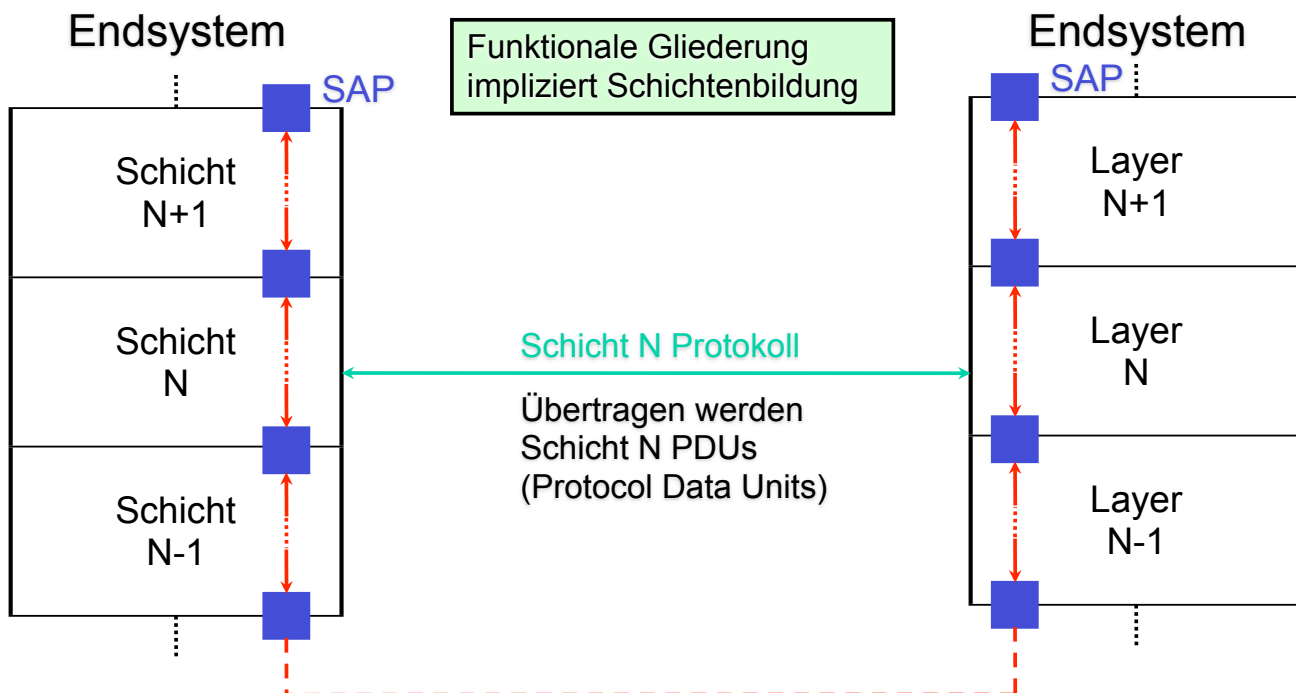 Endsystem
Funktionale Gliederung
impliziert Schichtenbildung
Endsystem
SAP
SAP
Schicht
N+1
Layer
N+1
Schicht
N
Schicht N Protokoll
Übertragen werden
Schicht N PDUs
(Protocol Data Units)
Layer
N
Schicht
N-1
Layer
N-1